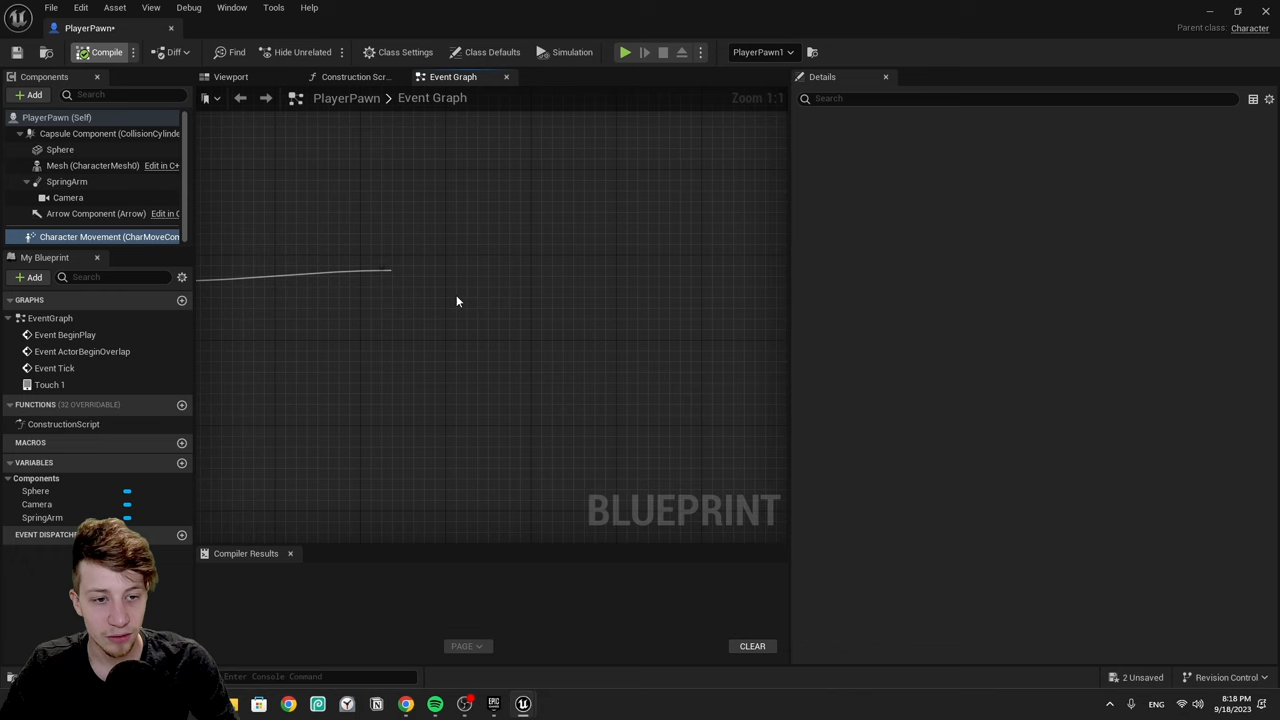 File Edit Asset View Debug Window Tools Help
PlayerPawn•
Parent class: Character
Compile Diff Find Hide Unrelated Class Settings Class Defaults Simulation PlayerPawn1
Components
Viewport Construction Scr... Event Graph Details
Add Search
PlayerPawn > Event Graph Zoom 1:1
Search
PlayerPawn (Self)
Capsule Component (CollisionCylinde
Sphere
Mesh (CharacterMesh0) Edit in C+
SpringArm
Camera
Arrow Component (Arrow) Edit in C
Character Movement (CharMoveCon
My Blueprint
Add Search
GRAPHS
EventGraph
Event BeginPlay
Event ActorBeginOverlap
Event Tick
Touch 1
FUNCTIONS (32 OVERRIDABLE)
ConstructionScript
MACROS
VARIABLES
Components
Sphere
Camera
SpringArm
BLUEPRINT
EVENT DISPATCHE
Compiler Results
PAGE CLEAR
Enter Console Command
2 Unsaved Revision Control
ENG
8:18 PM
9/18/2023